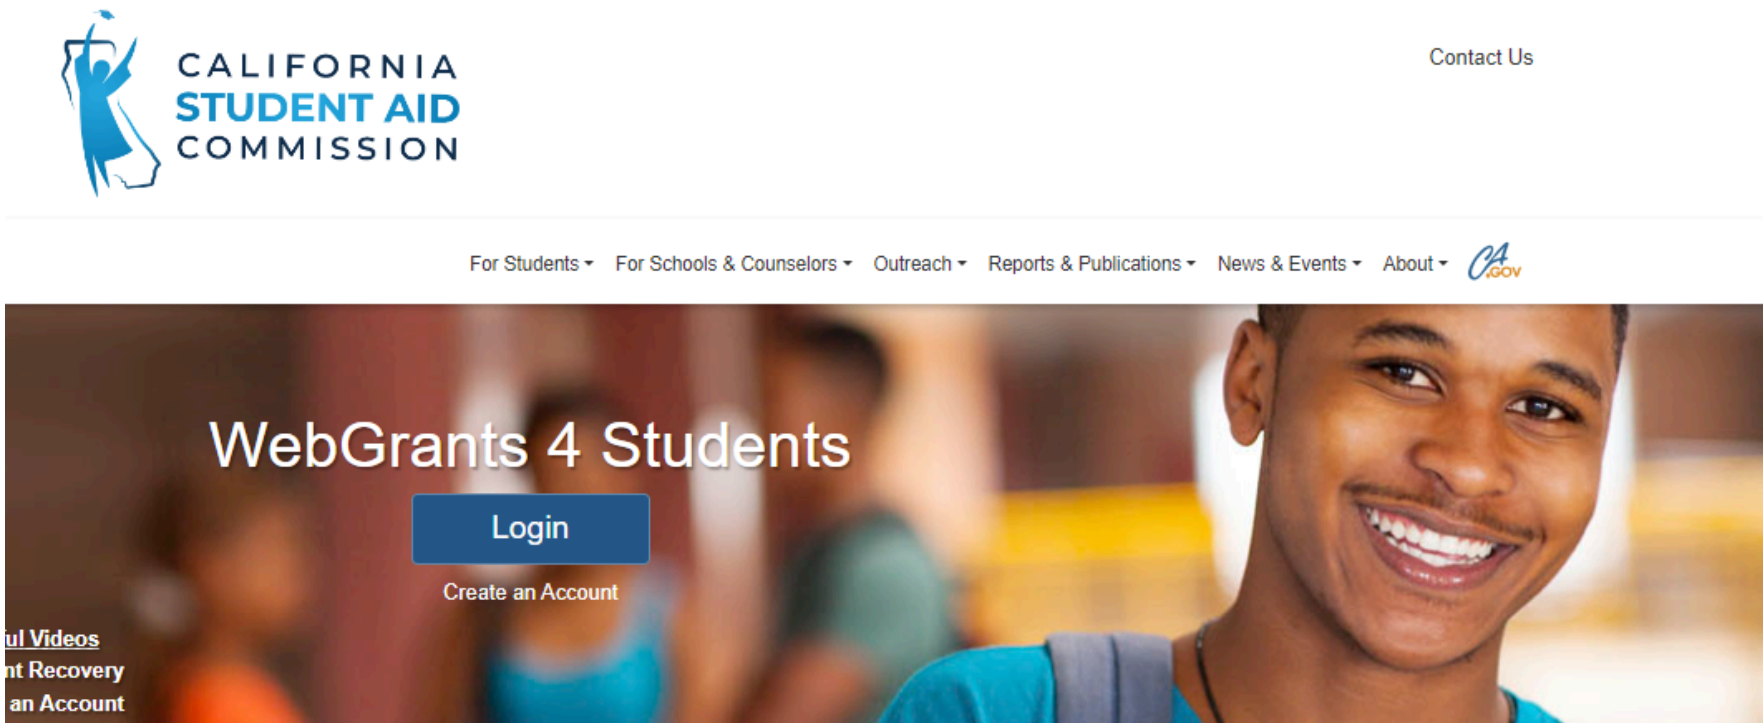 CALIFORNIA
STUDENT AID
COMMISSION
Contact Us
For Students For Schools & Counselors Outreach Reports & Publications News & Events About CA.GOV
WebGrants 4 Students
Login
Create an Account
Videos
Recovery
an Account